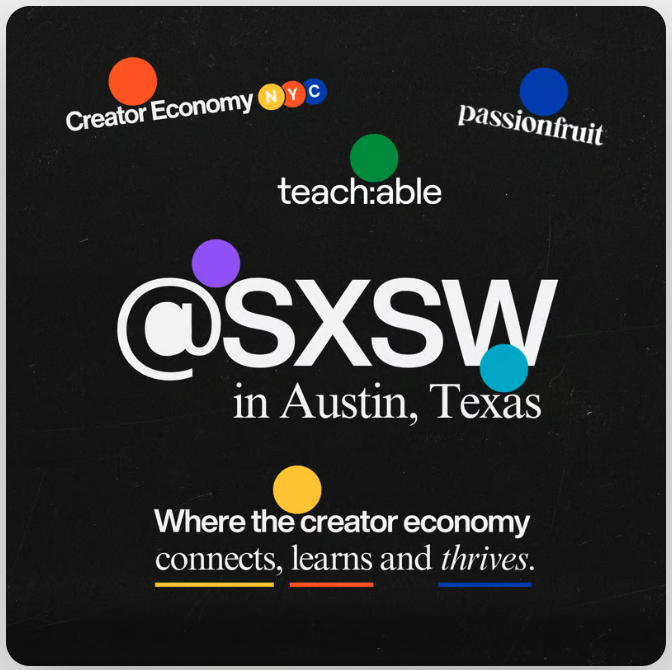 Creator Economy NYC
passionfruit
teach:able
@SXSW
in Austin, Texas
Where the creator economy
connects, learns and thrives.